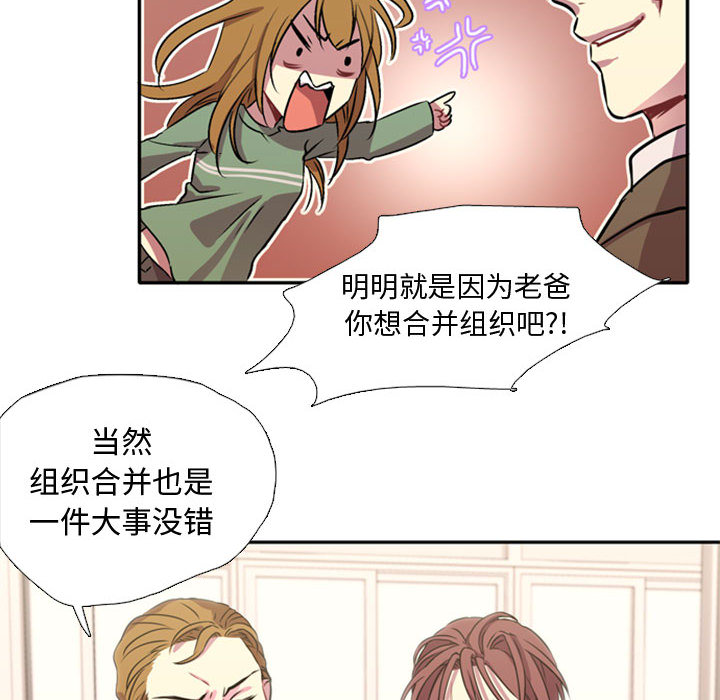 明明就是因为老爸
你想合并组织吧?!
当然
组织合并也是
一件大事没错